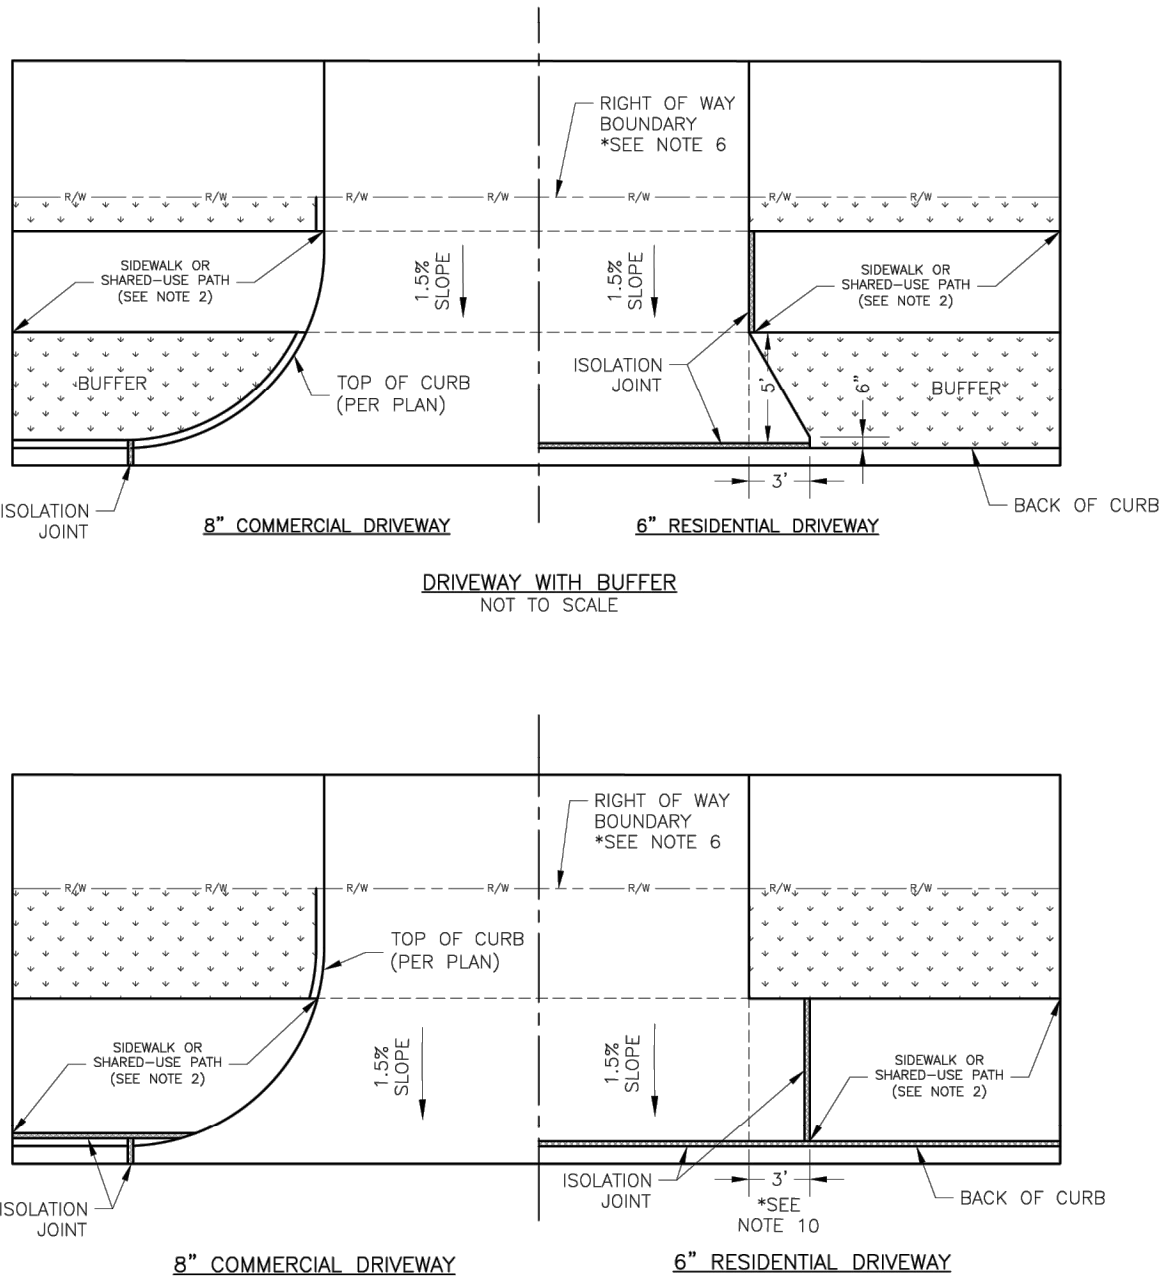 RIGHT OF WAY
BOUNDARY
*SEE NOTE 6
R/W R/W R/W R/W R/W R/W R/W
SIDEWALK OR
SHARED-USE PATH
(SEE NOTE 2)
1.5%
SLOPE
1.5%
SLOPE
SIDEWALK OR
SHARED-USE PATH
(SEE NOTE 2)
BUFFER
TOP OF CURB
(PER PLAN)
ISOLATION
JOINT
5'
6"
BUFFER
3'
ISOLATION
JOINT
BACK OF CURB
8" COMMERCIAL DRIVEWAY
6" RESIDENTIAL DRIVEWAY
DRIVEWAY WITH BUFFER
NOT TO SCALE
RIGHT OF WAY
BOUNDARY
*SEE NOTE 6
R/W R/W R/W R/W R/W R/W R/W
TOP OF CURB
(PER PLAN)
SIDEWALK OR
SHARED-USE PATH
(SEE NOTE 2)
1.5%
SLOPE
1.5%
SLOPE
SIDEWALK OR
SHARED-USE PATH
(SEE NOTE 2)
ISOLATION
JOINT
ISOLATION
JOINT
3'
*SEE
NOTE 10
BACK OF CURB
8" COMMERCIAL DRIVEWAY
6" RESIDENTIAL DRIVEWAY